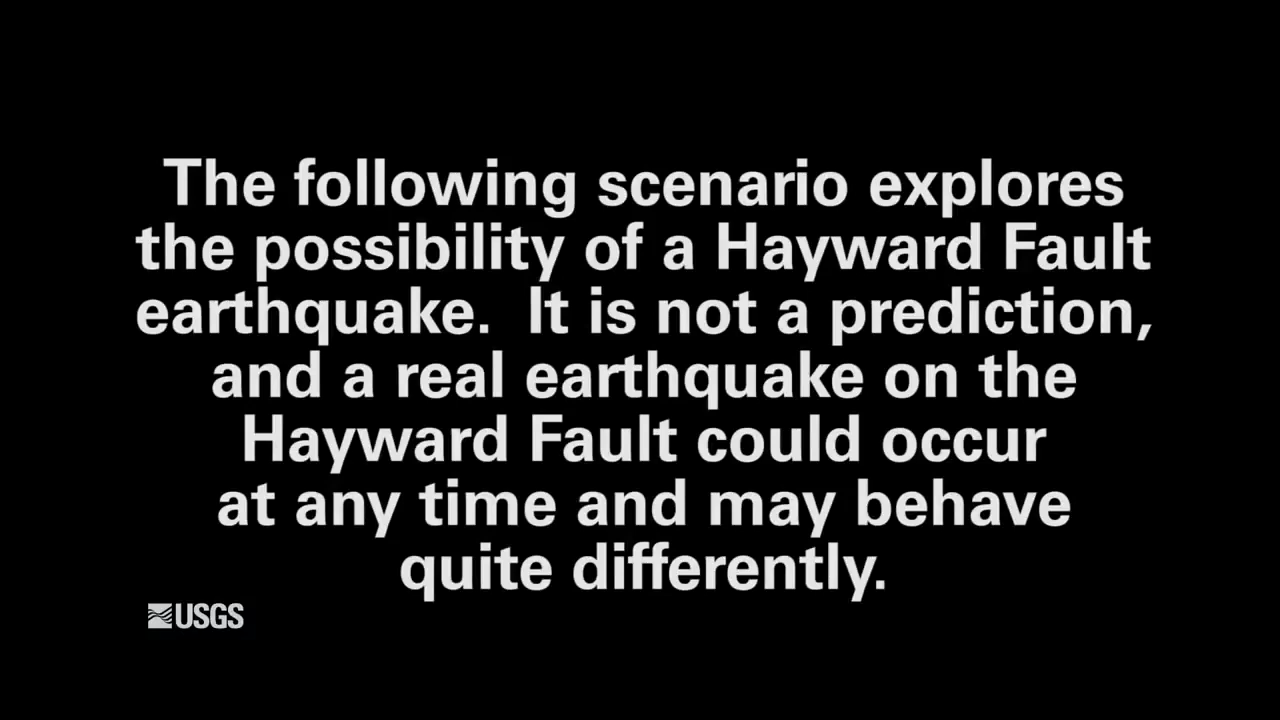 The following scenario explores
the possibility of a Hayward Fault
earthquake.  It is not a prediction,
and a real earthquake on the
Hayward Fault could occur
at any time and may behave
quite differently.
USGS